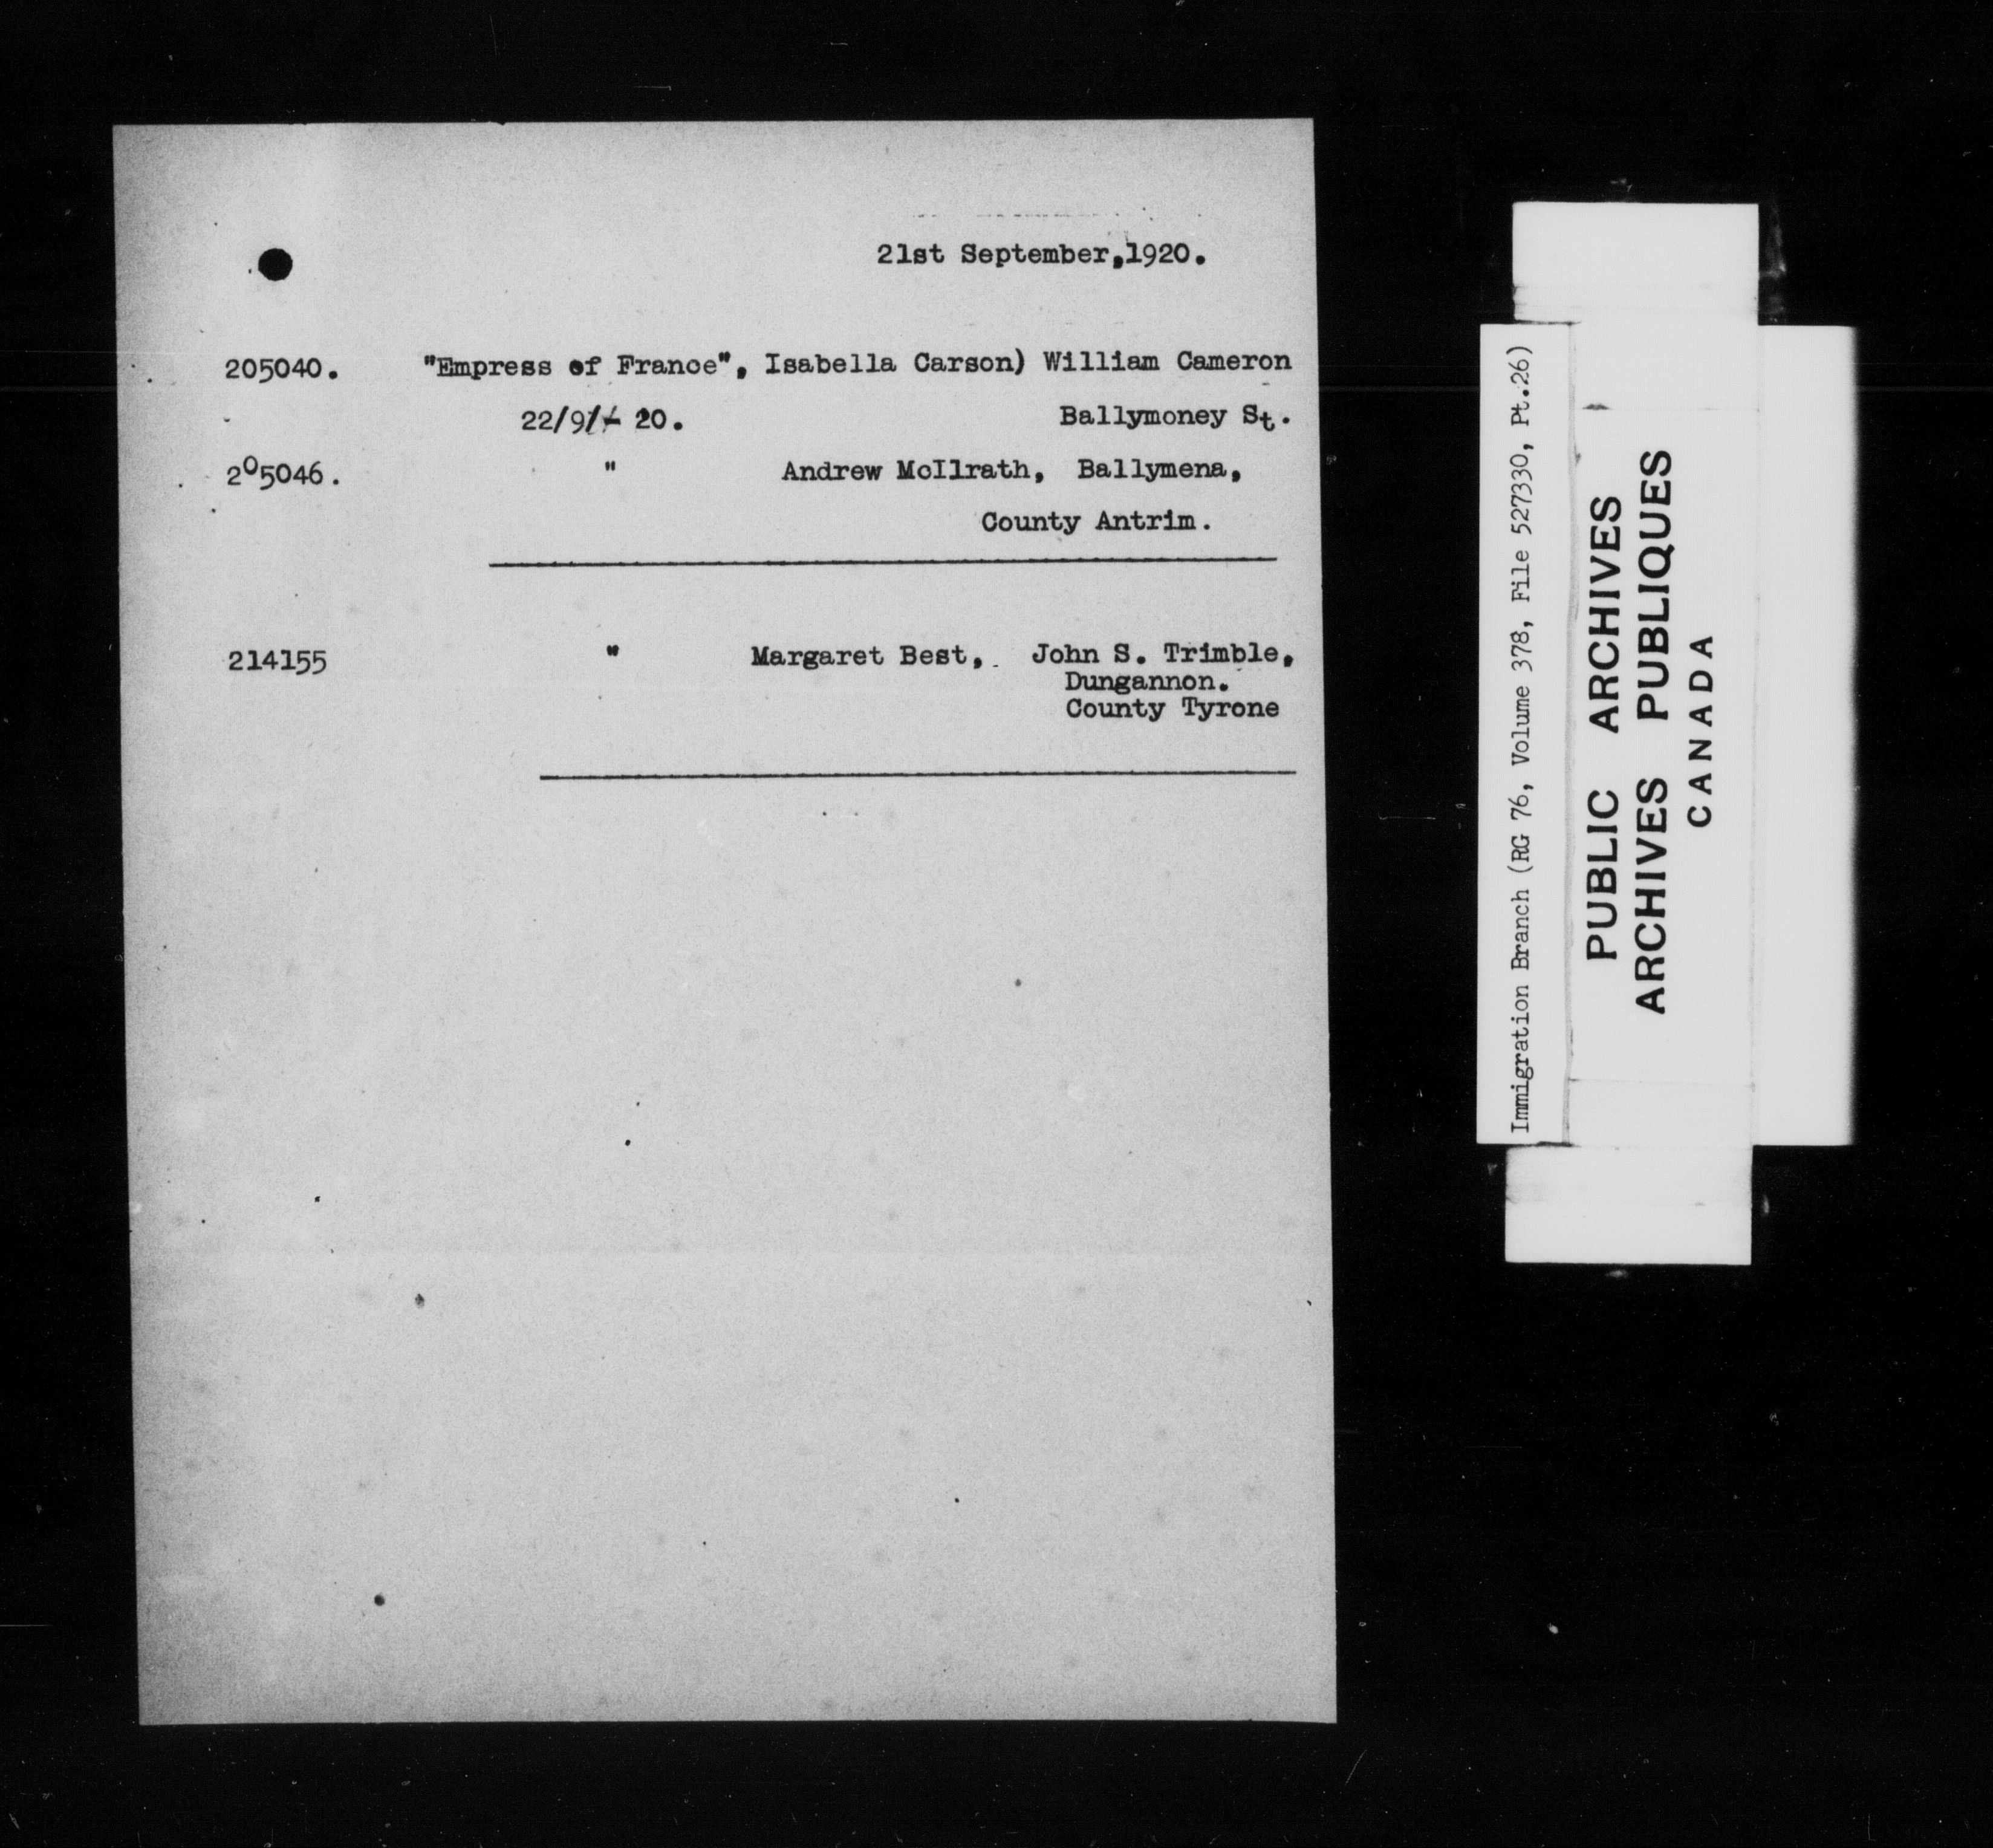 21st September,1920.
205040. "Empress of France", Isabella Carson) William Cameron
22/9/- 20. Ballymoney St.
205046. " Andrew McIlrath, Ballymena,
County Antrim.
214155 " Margaret Best, John S. Trimble,
Dungannon.
County Tyrone
Immigration Branch (RG 76, Volume 378, File 527330, Pt.26)
PUBLIC ARCHIVES
ARCHIVES PUBLIQUES
CANADA